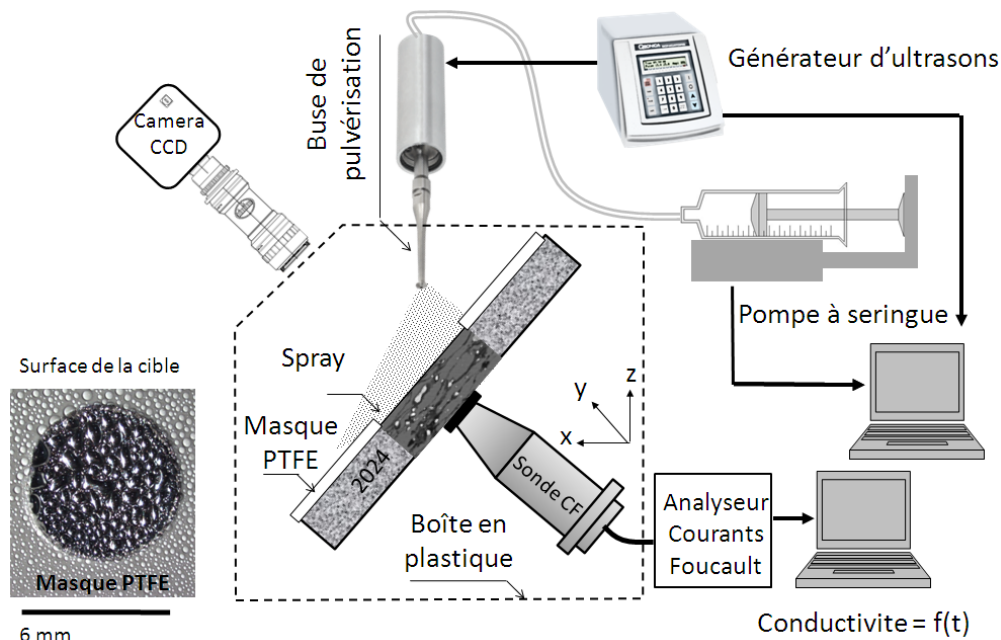 Camera
CCD
Buse de
pulvérisation
Générateur d'ultrasons
Pompe à seringue
Surface de la cible
Spray
Masque
PTFE
2024
y
z
x
Sonde CF
Boîte en
plastique
Analyseur
Courants
Foucault
Masque PTFE
6 mm
Conductivite = f(t)